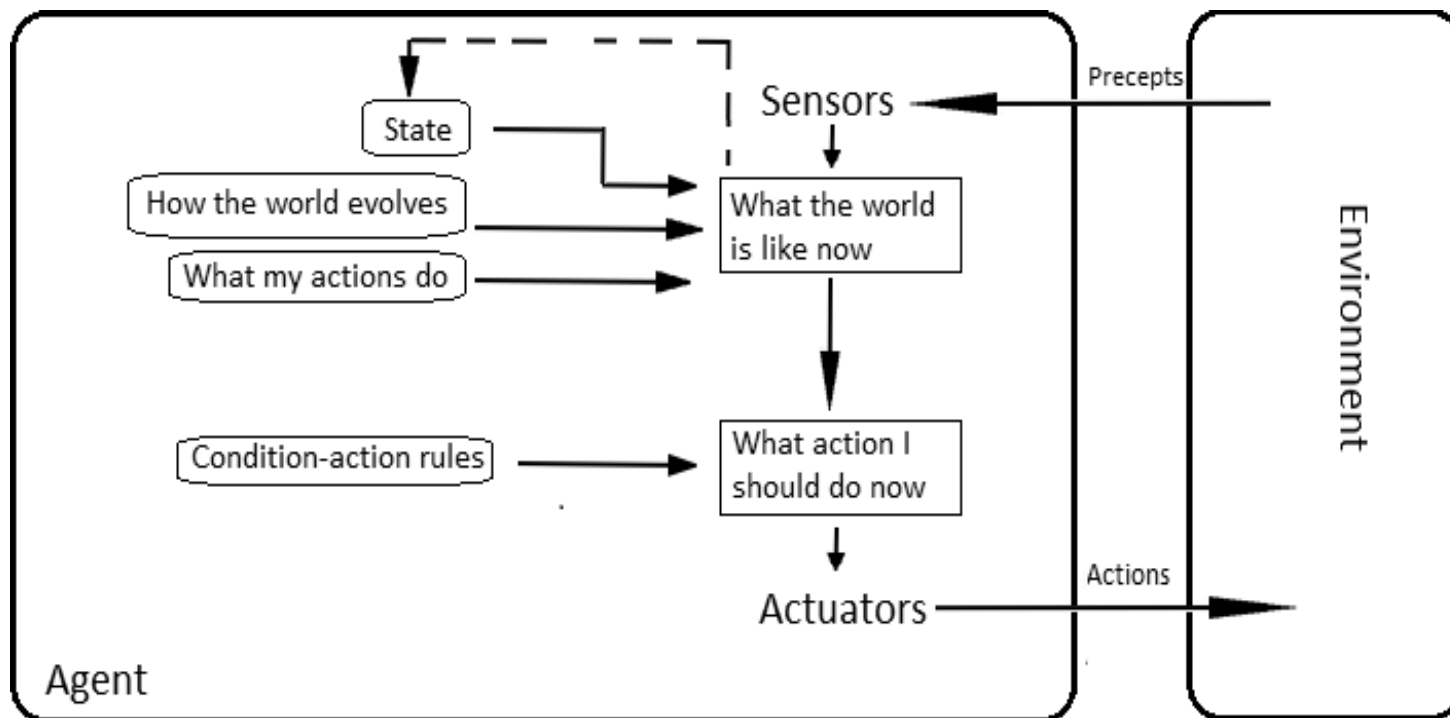 Precepts
Sensors
State
How the world evolves
What the world
is like now
What my actions do
Environment
Condition-action rules
What action I
should do now
Actions
Actuators
Agent